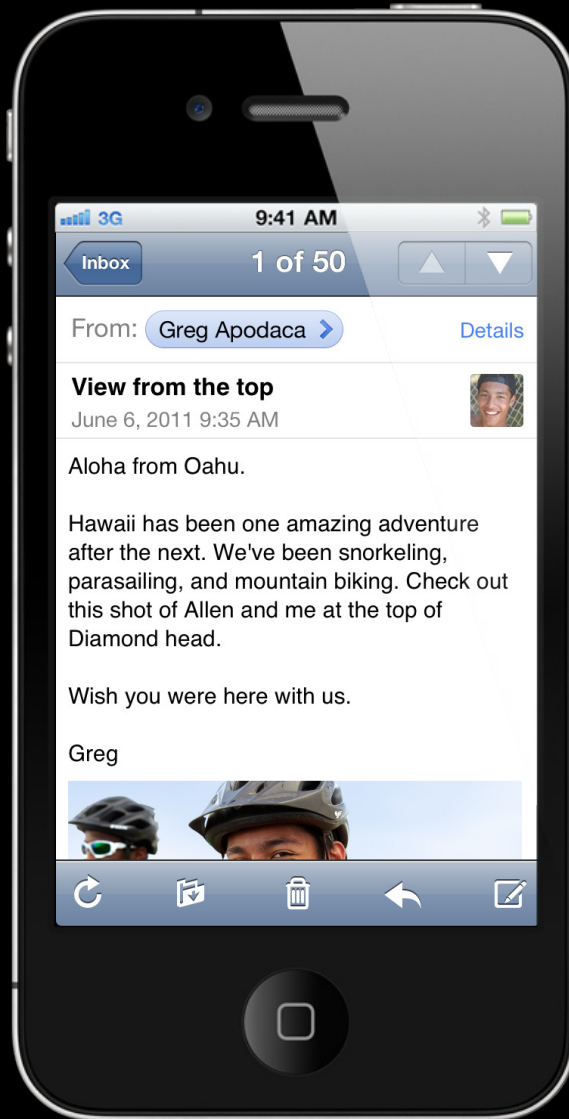 3G 9:41 AM
Inbox 1 of 50
From: Greg Apodaca Details
View from the top
June 6, 2011 9:35 AM
Aloha from Oahu.
Hawaii has been one amazing adventure
after the next. We've been snorkeling,
parasailing, and mountain biking. Check out
this shot of Allen and me at the top of
Diamond head.
Wish you were here with us.
Greg